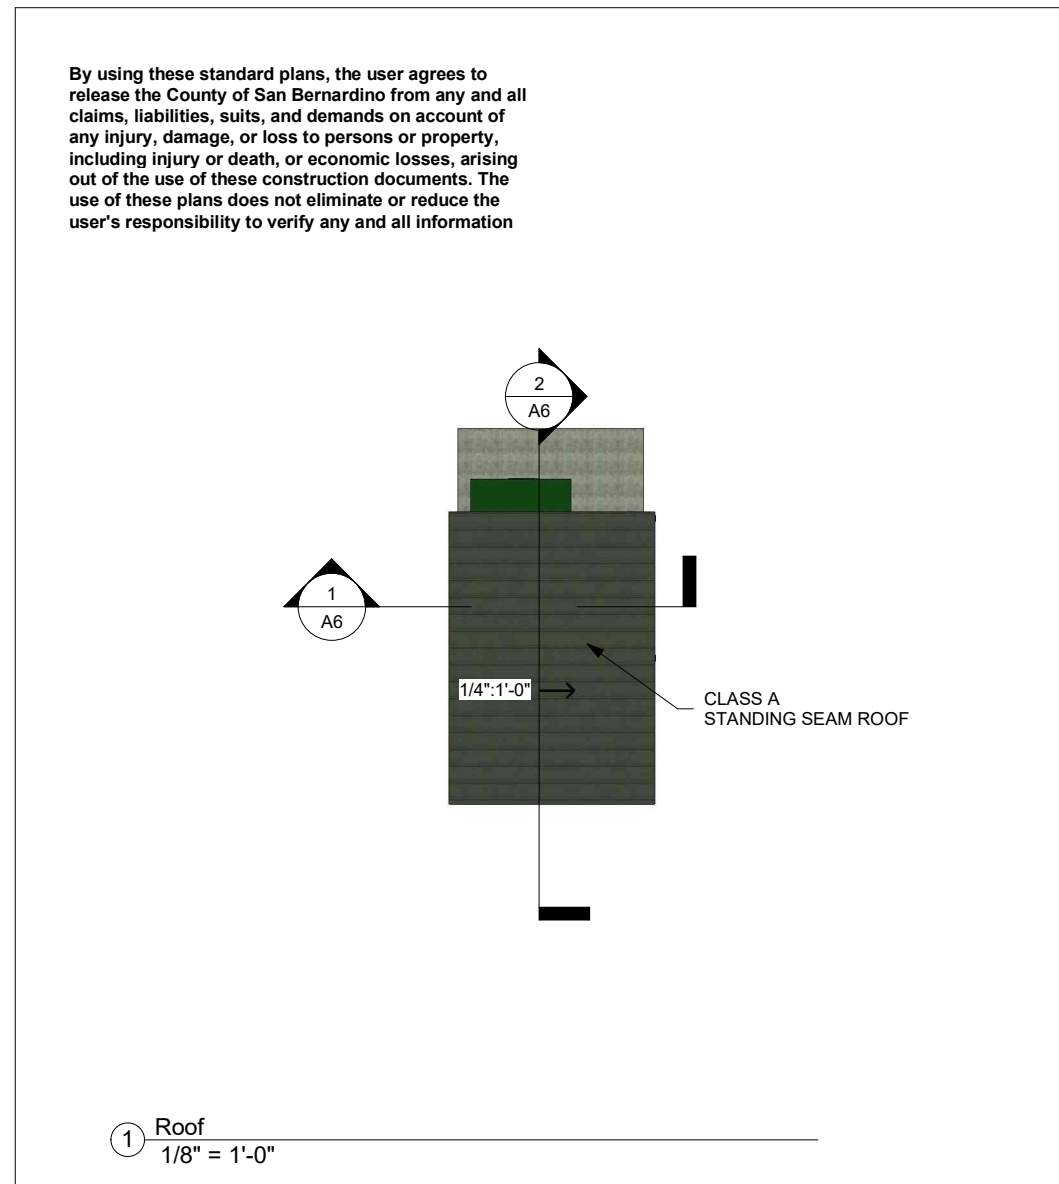 By using these standard plans, the user agrees to
release the County of San Bernardino from any and all
claims, liabilities, suits, and demands on account of
any injury, damage, or loss to persons or property,
including injury or death, or economic losses, arising
out of the use of these construction documents. The
use of these plans does not eliminate or reduce the
user's responsibility to verify any and all information
2
A6
1
A6
1/4":1'-0"
CLASS A
STANDING SEAM ROOF
1 Roof
1/8" = 1'-0"